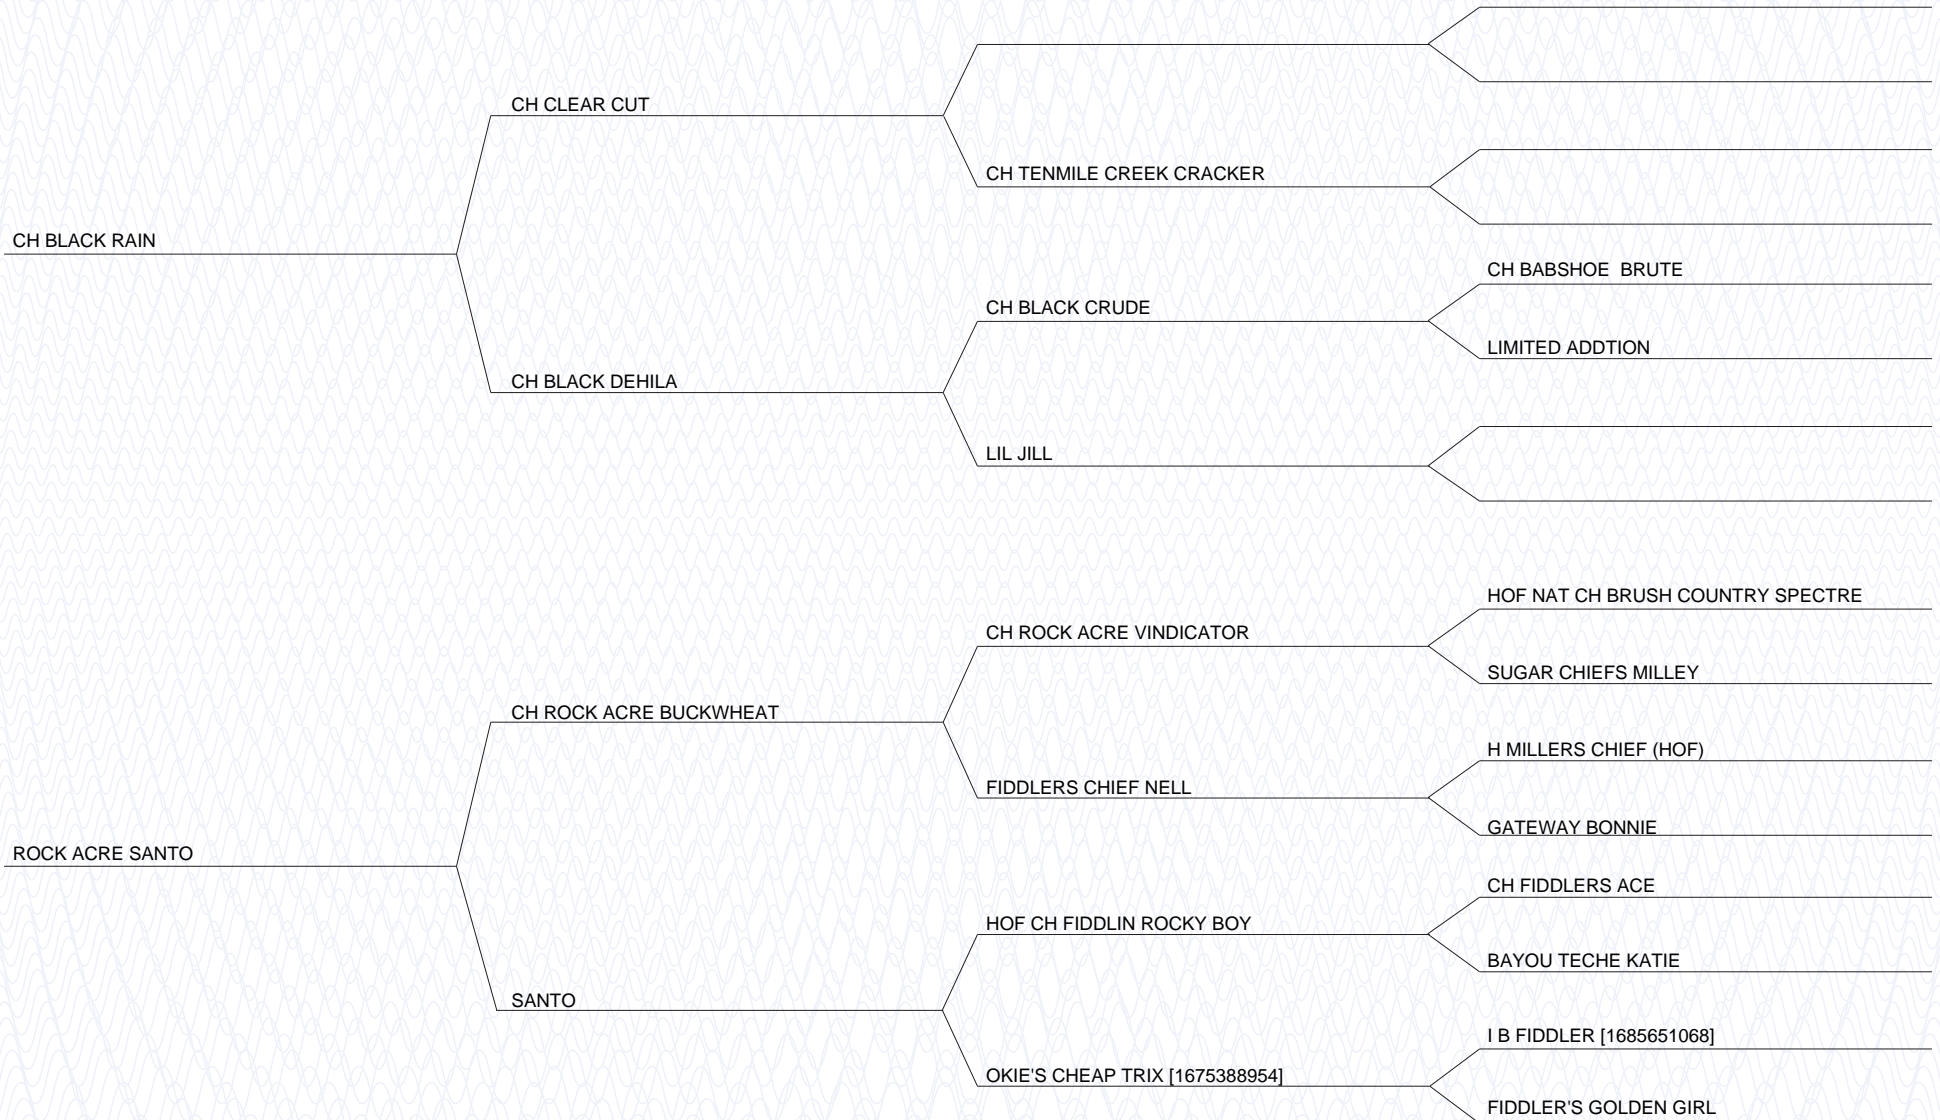 CH CLEAR CUT
CH TENMILE CREEK CRACKER
CH BLACK RAIN
CH BABSHOE  BRUTE
CH BLACK CRUDE
LIMITED ADDTION
CH BLACK DEHILA
LIL JILL
HOF NAT CH BRUSH COUNTRY SPECTRE
CH ROCK ACRE VINDICATOR
SUGAR CHIEFS MILLEY
CH ROCK ACRE BUCKWHEAT
H MILLERS CHIEF (HOF)
FIDDLERS CHIEF NELL
GATEWAY BONNIE
ROCK ACRE SANTO
CH FIDDLERS ACE
HOF CH FIDDLIN ROCKY BOY
BAYOU TECHE KATIE
SANTO
I B FIDDLER [1685651068]
OKIE'S CHEAP TRIX [1675388954]
FIDDLER'S GOLDEN GIRL